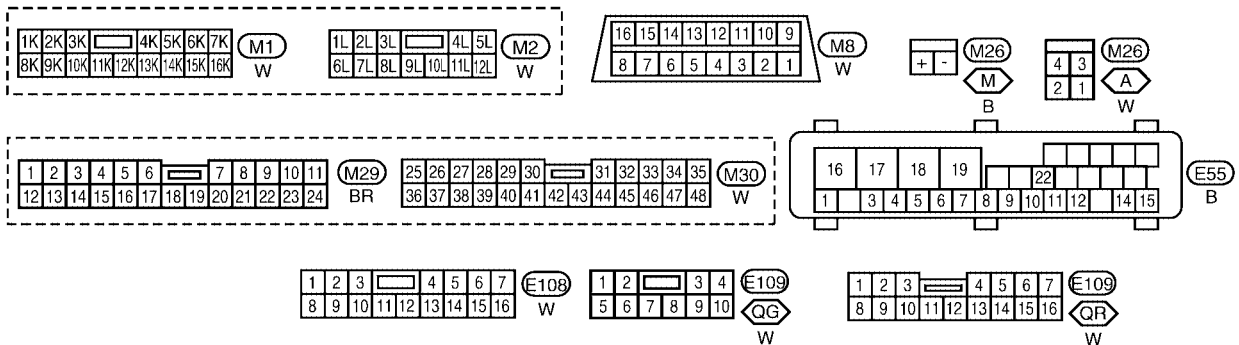 1K 2K 3K 4K 5K 6K 7K
8K 9K 10K 11K 12K 13K 14K 15K 16K
M1
W
1L 2L 3L 4L 5L
6L 7L 8L 9L 10L 11L 12L
M2
W
16 15 14 13 12 11 10 9
8 7 6 5 4 3 2 1
M8
W
+ -
M26
M
B
4 3
2 1
M26
A
W
1 2 3 4 5 6 7 8 9 10 11
12 13 14 15 16 17 18 19 20 21 22 23 24
M29
BR
25 26 27 28 29 30 31 32 33 34 35
36 37 38 39 40 41 42 43 44 45 46 47 48
M30
W
16 17 18 19
22
1 3 4 5 6 7 8 9 10 11 12 14 15
E55
B
1 2 3 4 5 6 7
8 9 10 11 12 13 14 15 16
E108
W
1 2 3 4
5 6 7 8 9 10
E109
QG
W
1 2 3 4 5 6 7
8 9 10 11 12 13 14 15 16
E109
QR
W